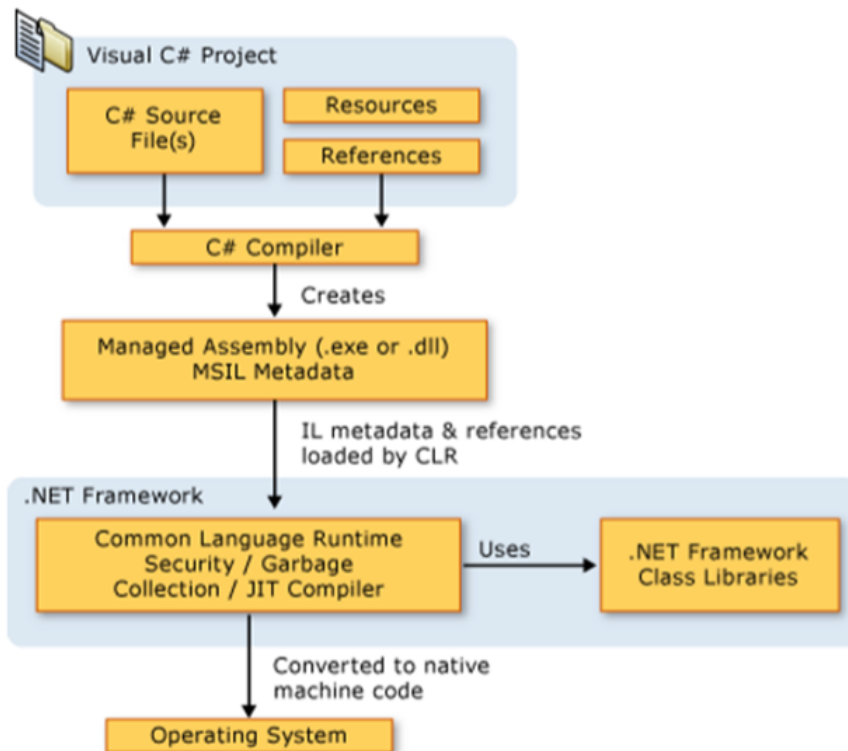 Visual C# Project
C# Source
File(s)
Resources
References
C# Compiler
Creates
Managed Assembly (.exe or .dll)
MSIL Metadata
IL metadata & references
loaded by CLR
.NET Framework
Common Language Runtime
Security / Garbage
Collection / JIT Compiler
Uses
.NET Framework
Class Libraries
Converted to native
machine code
Operating System